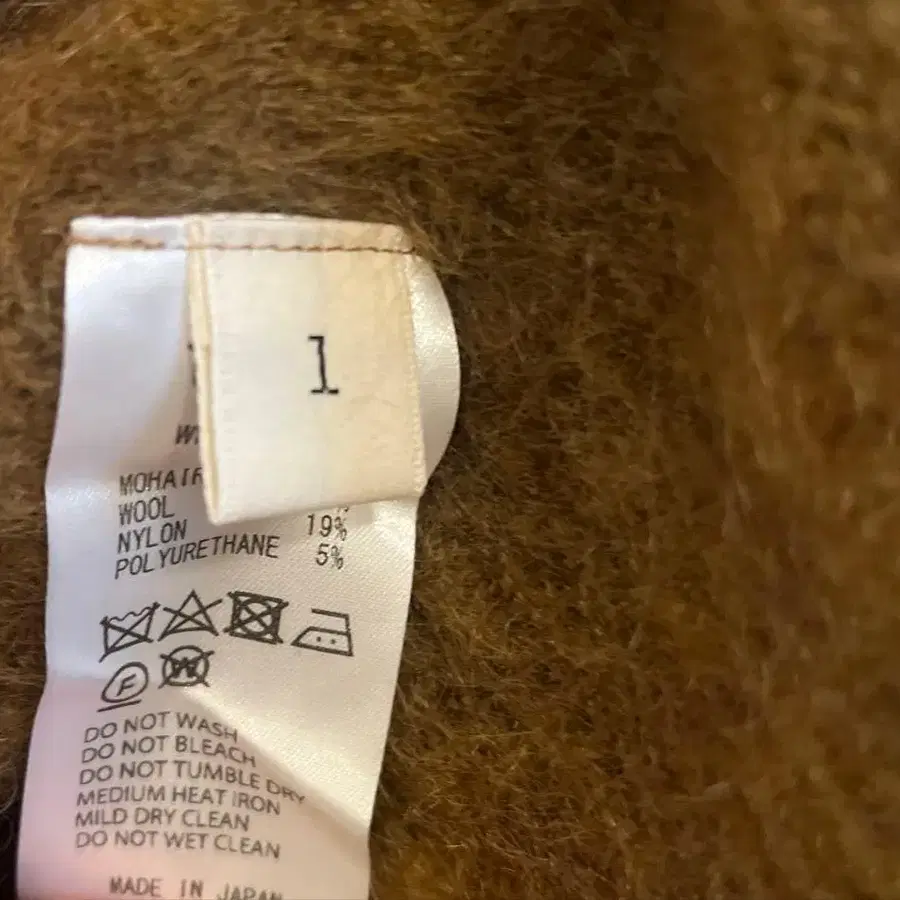 1
MOHAIR
WOOL
NYLON 19%
POLYURETHANE 5%
F
W
DO NOT WASH
DO NOT BLEACH
DO NOT TUMBLE DRY
MEDIUM HEAT IRON
MILD DRY CLEAN
DO NOT WET CLEAN
MADE IN JAPAN